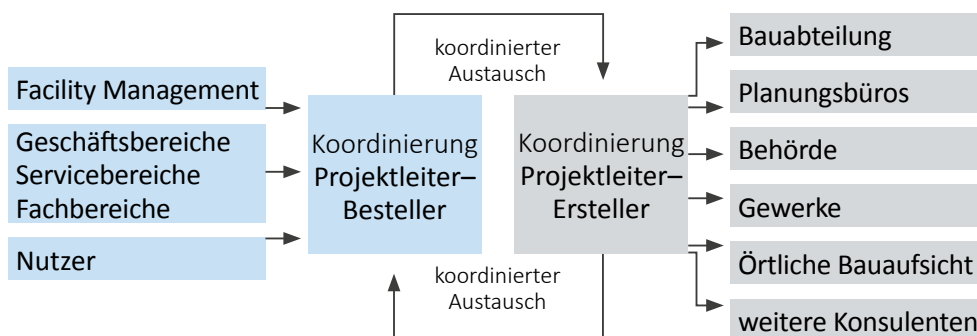 Facility Management
Geschäftsbereiche
Servicebereiche
Fachbereiche
Nutzer
Koordinierung
Projektleiter–
Besteller
koordinierter
Austausch
koordinierter
Austausch
Koordinierung
Projektleiter–
Ersteller
Bauabteilung
Planungsbüros
Behörde
Gewerke
Örtliche Bauaufsicht
weitere Konsulenten